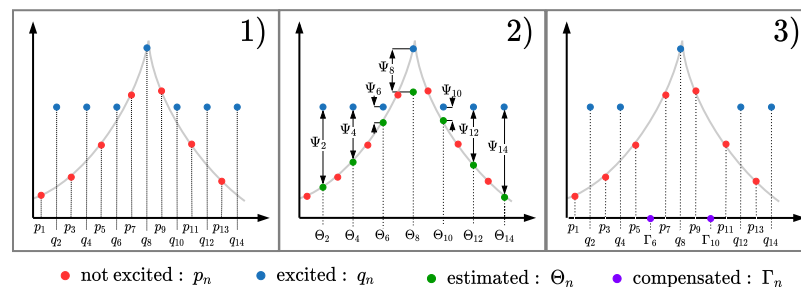 1)
p1 p3 p5 p7 p9 p11 p13
q2 q4 q6 q8 q10 q12 q14
2)
Ψ8
Ψ6 Ψ10
Ψ2 Ψ4 Ψ12 Ψ14
Θ2 Θ4 Θ6 Θ8 Θ10 Θ12 Θ14
3)
p1 p3 p5 p7 p9 p11 p13
q2 q4 Γ6 q8 Γ10 q12 q14
not excited : pn excited : qn estimated : Θn compensated : Γn